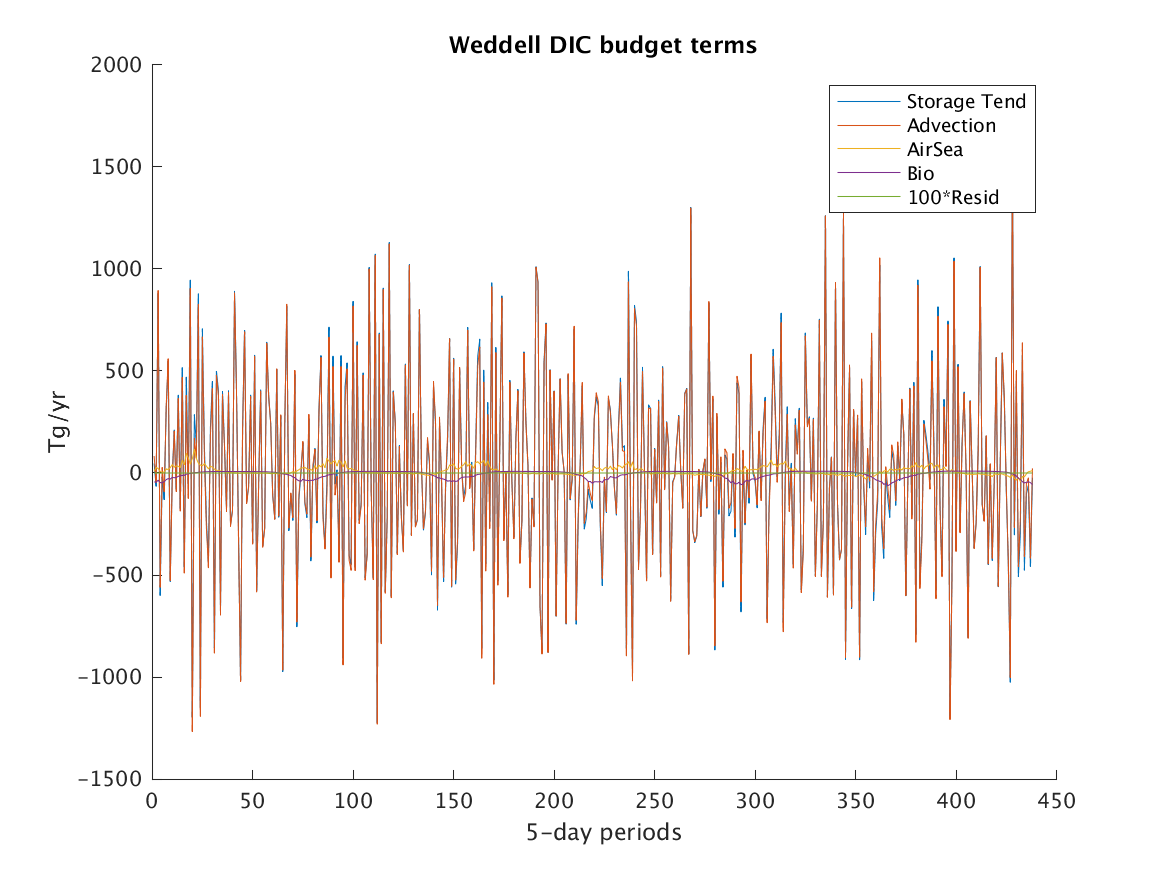 Weddell DIC budget terms
2000
1500
1000
500
0
-500
-1000
-1500
Tg/yr
Storage Tend
Advection
AirSea
Bio
100*Resid
0 50 100 150 200 250 300 350 400 450
5-day periods